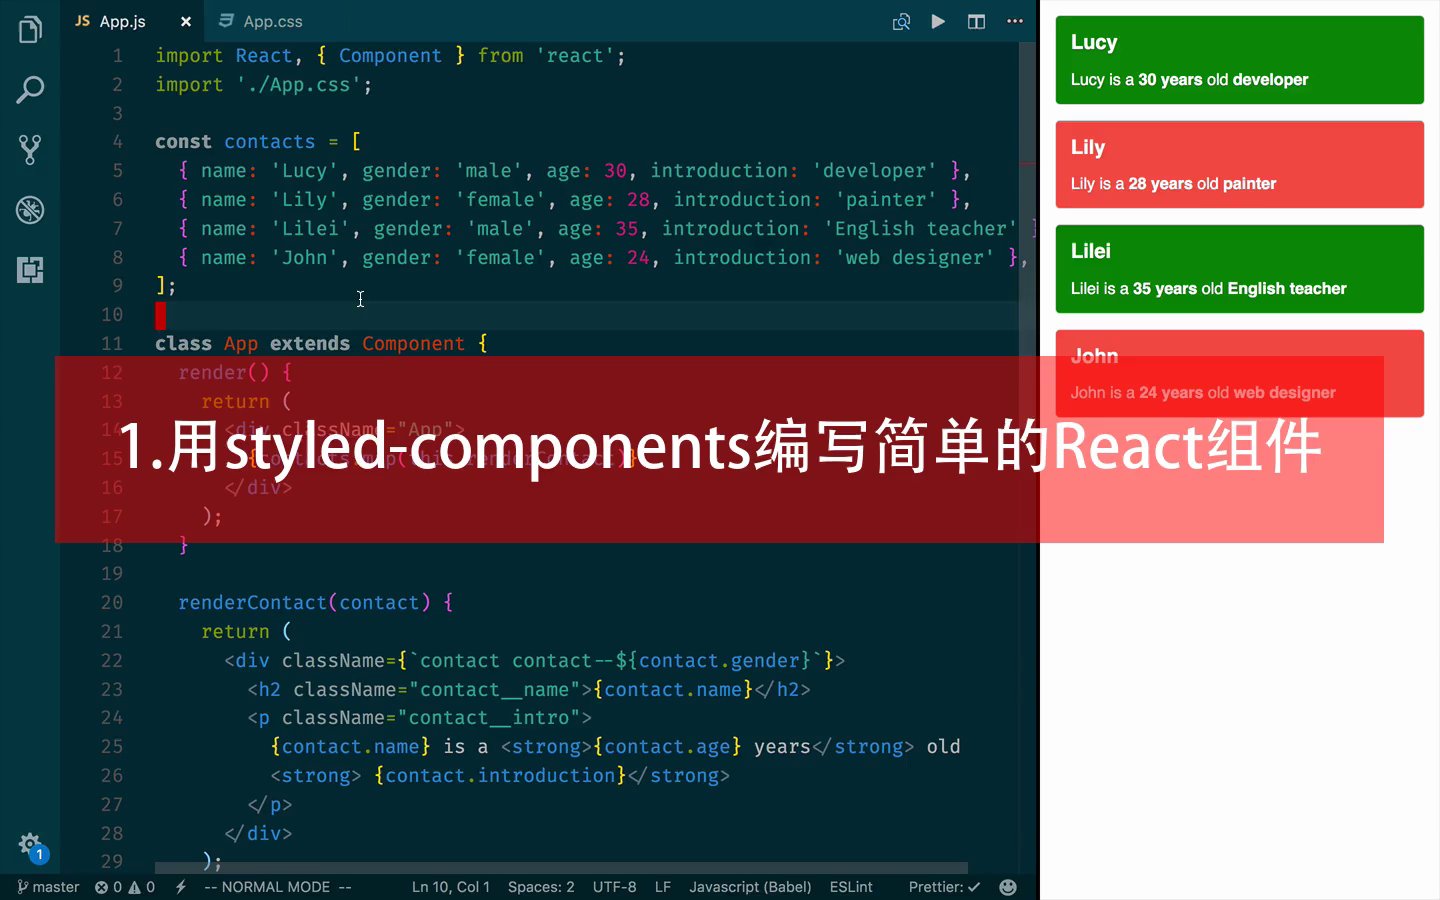 JS App.js × App.css
1 import React, { Component } from 'react';
2 import './App.css';
3
4 const contacts = [
5 { name: 'Lucy', gender: 'male', age: 30, introduction: 'developer' },
6 { name: 'Lily', gender: 'female', age: 28, introduction: 'painter' },
7 { name: 'Lilei', gender: 'male', age: 35, introduction: 'English teacher' }
8 { name: 'John', gender: 'female', age: 24, introduction: 'web designer' },
9 ];
10
11 class App extends Component {
12 render() {
13 return (
14 <div className="App">
15 {contacts.map(this.renderContact)}
16 </div>
17 );
18 }
19
20 renderContact(contact) {
21 return (
22 <div className={`contact contact--${contact.gender}`}>
23 <h2 className="contact__name">{contact.name}</h2>
24 <p className="contact__intro">
25 {contact.name} is a <strong>{contact.age} years</strong> old
26 <strong> {contact.introduction}</strong>
27 </p>
28 </div>
29 );
1.用styled-components编写简单的React组件
Lucy
Lucy is a 30 years old developer
Lily
Lily is a 28 years old painter
Lilei
Lilei is a 35 years old English teacher
John
John is a 24 years old web designer
1
master 0 0 -- NORMAL MODE -- Ln 10, Col 1 Spaces: 2 UTF-8 LF Javascript (Babel) ESLint Prettier: ✓